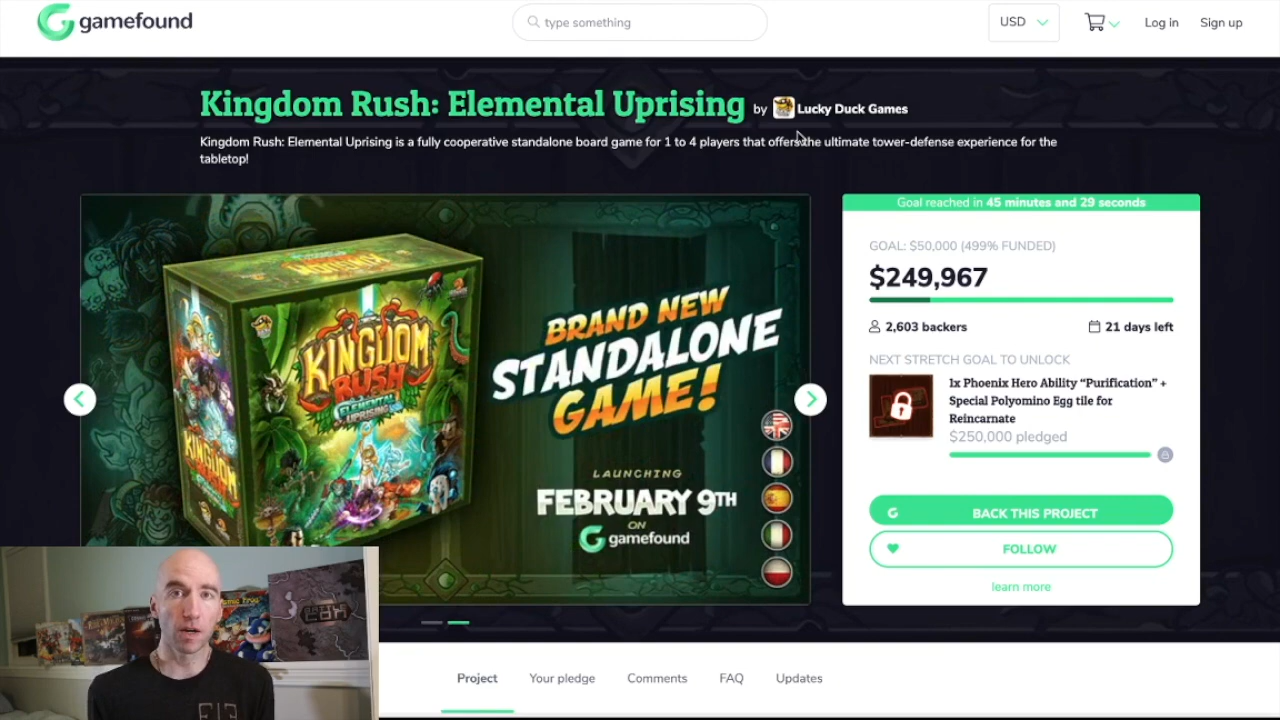 gamefound
type something
USD
Log in
Sign up
Kingdom Rush: Elemental Uprising by Lucky Duck Games
Kingdom Rush: Elemental Uprising is a fully cooperative standalone board game for 1 to 4 players that offers the ultimate tower-defense experience for the
tabletop!
KINGDOM
RUSH
ELEMENTAL
UPRISING
KINGDOM
BRAND NEW
STANDALONE
GAME!
LAUNCHING
FEBRUARY 9TH
ON
gamefound
Goal reached in 45 minutes and 29 seconds
GOAL: $50,000 (499% FUNDED)
$249,967
2,603 backers
21 days left
NEXT STRETCH GOAL TO UNLOCK
1x Phoenix Hero Ability “Purification” +
Special Polyomino Egg tile for
Reincarnate
$250,000 pledged
BACK THIS PROJECT
FOLLOW
learn more
Project
Your pledge
Comments
FAQ
Updates